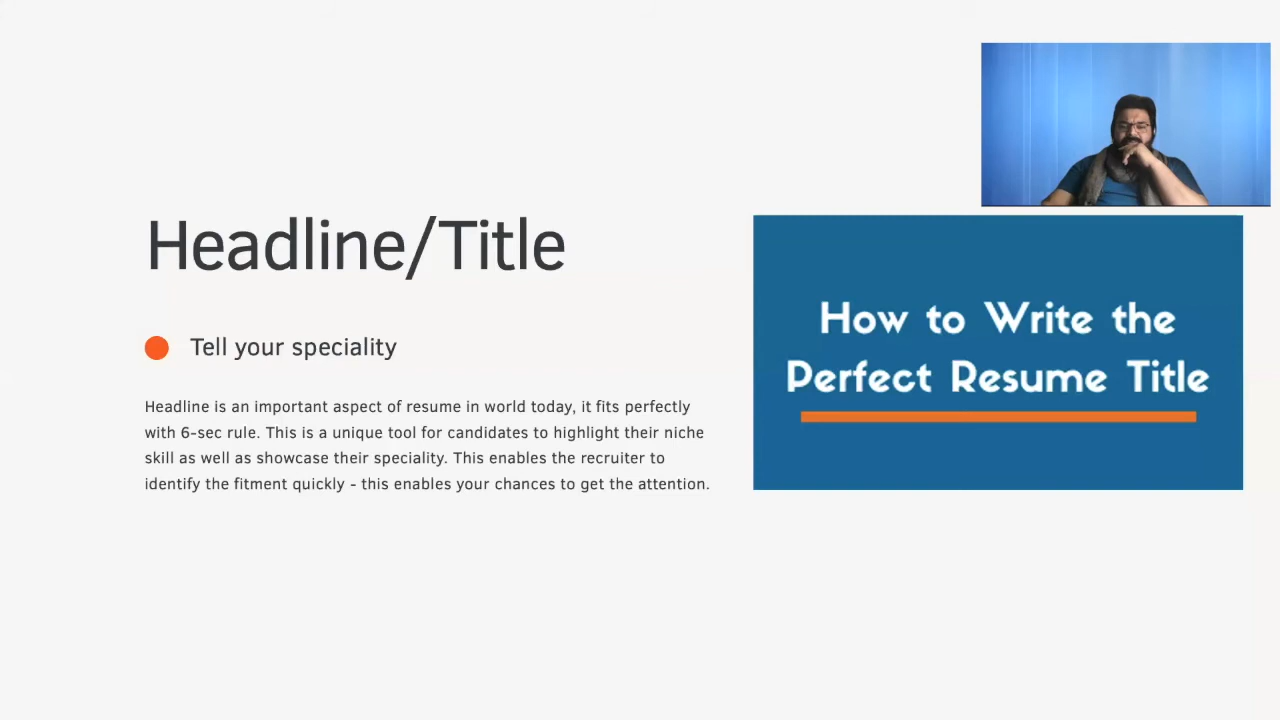 Headline/Title
Tell your speciality
Headline is an important aspect of resume in world today, it fits perfectly
with 6-sec rule. This is a unique tool for candidates to highlight their niche
skill as well as showcase their speciality. This enables the recruiter to
identify the fitment quickly - this enables your chances to get the attention.
How to Write the
Perfect Resume Title